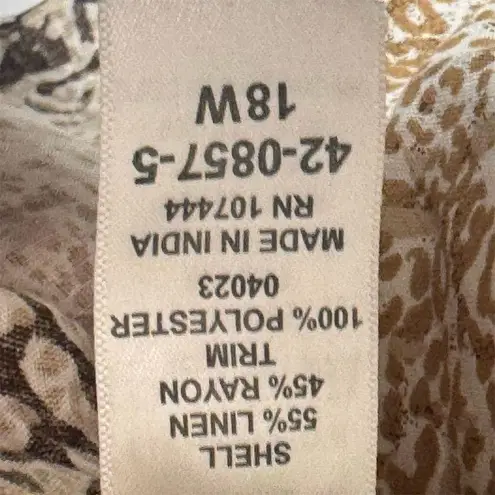 SHELL
55% LINEN
45% RAYON
TRIM
100% POLYESTER
04023
MADE IN INDIA
RN 107444
42-0857-5
18W